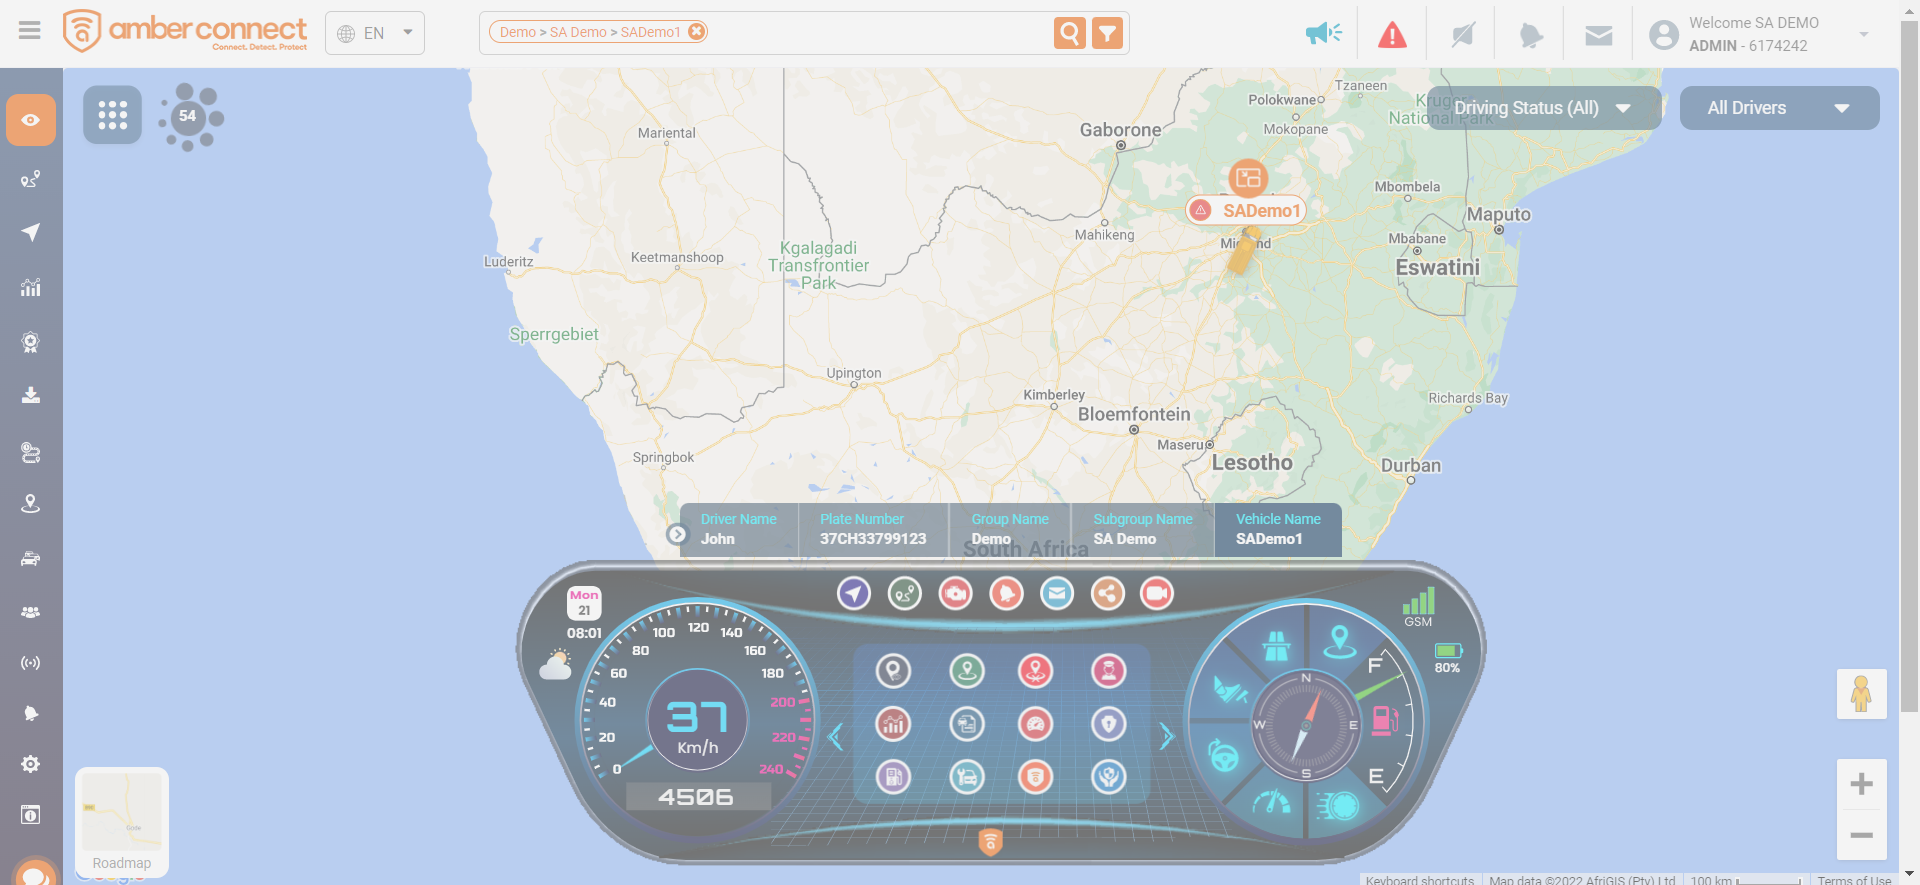 amber connect
Connect. Detect. Protect
EN
Demo > SA Demo > SADemo1
Welcome SA DEMO
ADMIN - 6174242
54
Driving Status (All)
All Drivers
Tzaneen
Polokwane
Kruger
National Park
Mokopane
Gaborone
Mariental
Mbombela
SADemo1
Maputo
Mahikeng
Mbabane
Eswatini
Kgalagadi
Transfrontier
Park
Keetmanshoop
Luderitz
Sperrgebiet
Upington
Kimberley
Bloemfontein
Richards Bay
Maseru
Lesotho
Durban
Springbok
South Africa
Driver Name
John
Plate Number
37CH33799123
Group Name
Demo
Subgroup Name
SA Demo
Vehicle Name
SADemo1
Mon
21
08:01
0
20
40
60
80
100
120
140
160
180
200
220
240
37
Km/h
4506
GSM
80%
N
W
E
S
F
E
Roadmap
Keyboard shortcuts
Map data ©2022 AfriGIS (Pty) Ltd
100 km
Terms of Use